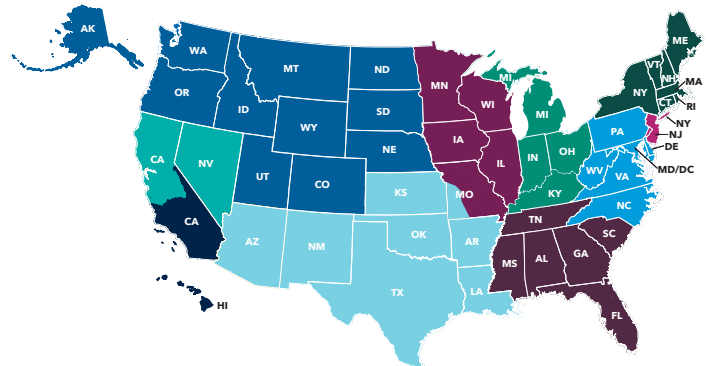 AK
WA
MT
ND
MN
ME
VT
NH
MA
OR
ID
SD
WI
MI
MI
NY
CT
RI
NY
WY
NE
IA
PA
NJ
DE
CA
NV
UT
CO
IL
IN
OH
WV
VA
MD/DC
KS
MO
KY
NC
CA
AZ
NM
OK
AR
TN
SC
MS
AL
GA
TX
LA
HI
FL